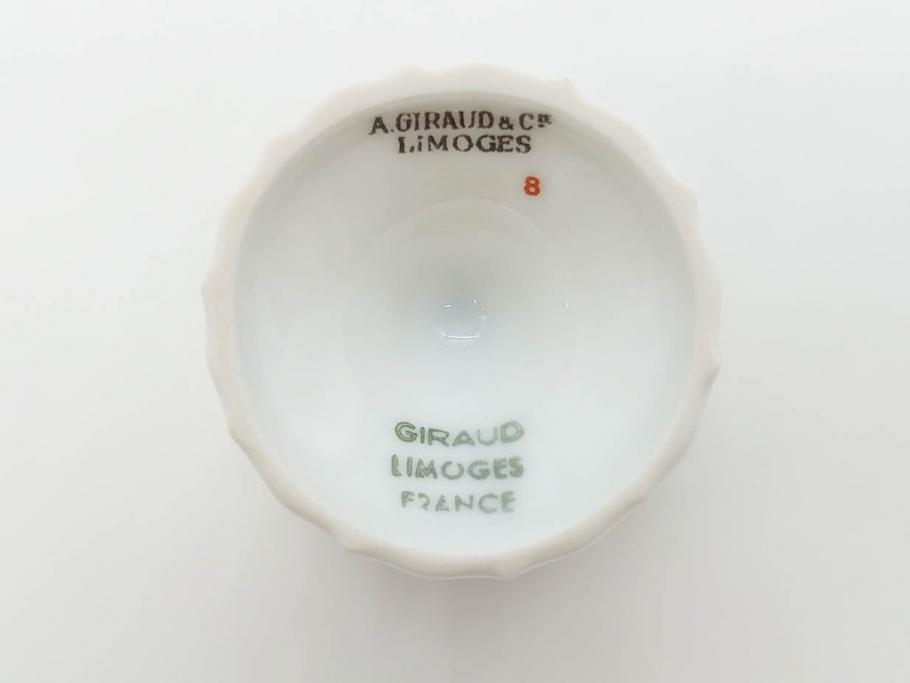 A.GIRAUD & CIE
LiMOGES
8
GIRAUD
LIMOGES
FRANCE